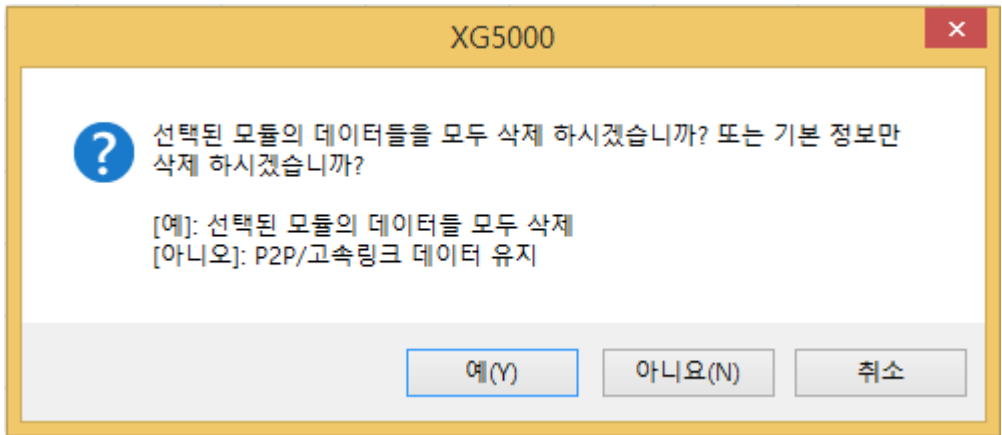 XG5000
선택된 모듈의 데이터들을 모두 삭제 하시겠습니까? 또는 기본 정보만
삭제 하시겠습니까?
[예]: 선택된 모듈의 데이터들 모두 삭제
[아니오]: P2P/고속링크 데이터 유지
예(Y)
아니요(N)
취소